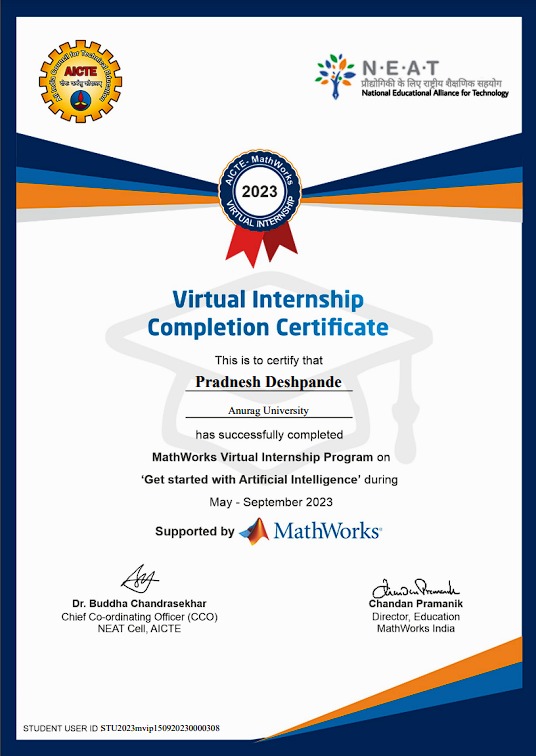 All India Council for Technical Education
AICTE
N·E·A·T
प्रौद्योगिकी के लिए राष्ट्रीय शैक्षणिक सहयोग
National Educational Alliance for Technology
AICTE- MathWorks
2023
VIRTUAL INTERNSHIP
Virtual Internship
Completion Certificate
This is to certify that
Pradnesh Deshpande
Anurag University
has successfully completed
MathWorks Virtual Internship Program on
‘Get started with Artificial Intelligence’ during
May - September 2023
Supported by MathWorks®
Dr. Buddha Chandrasekhar
Chief Co-ordinating Officer (CCO)
NEAT Cell, AICTE
Chandan Pramanik
Chandan Pramanik
Director, Education
MathWorks India
STUDENT USER ID STU2023mvip150920230000308